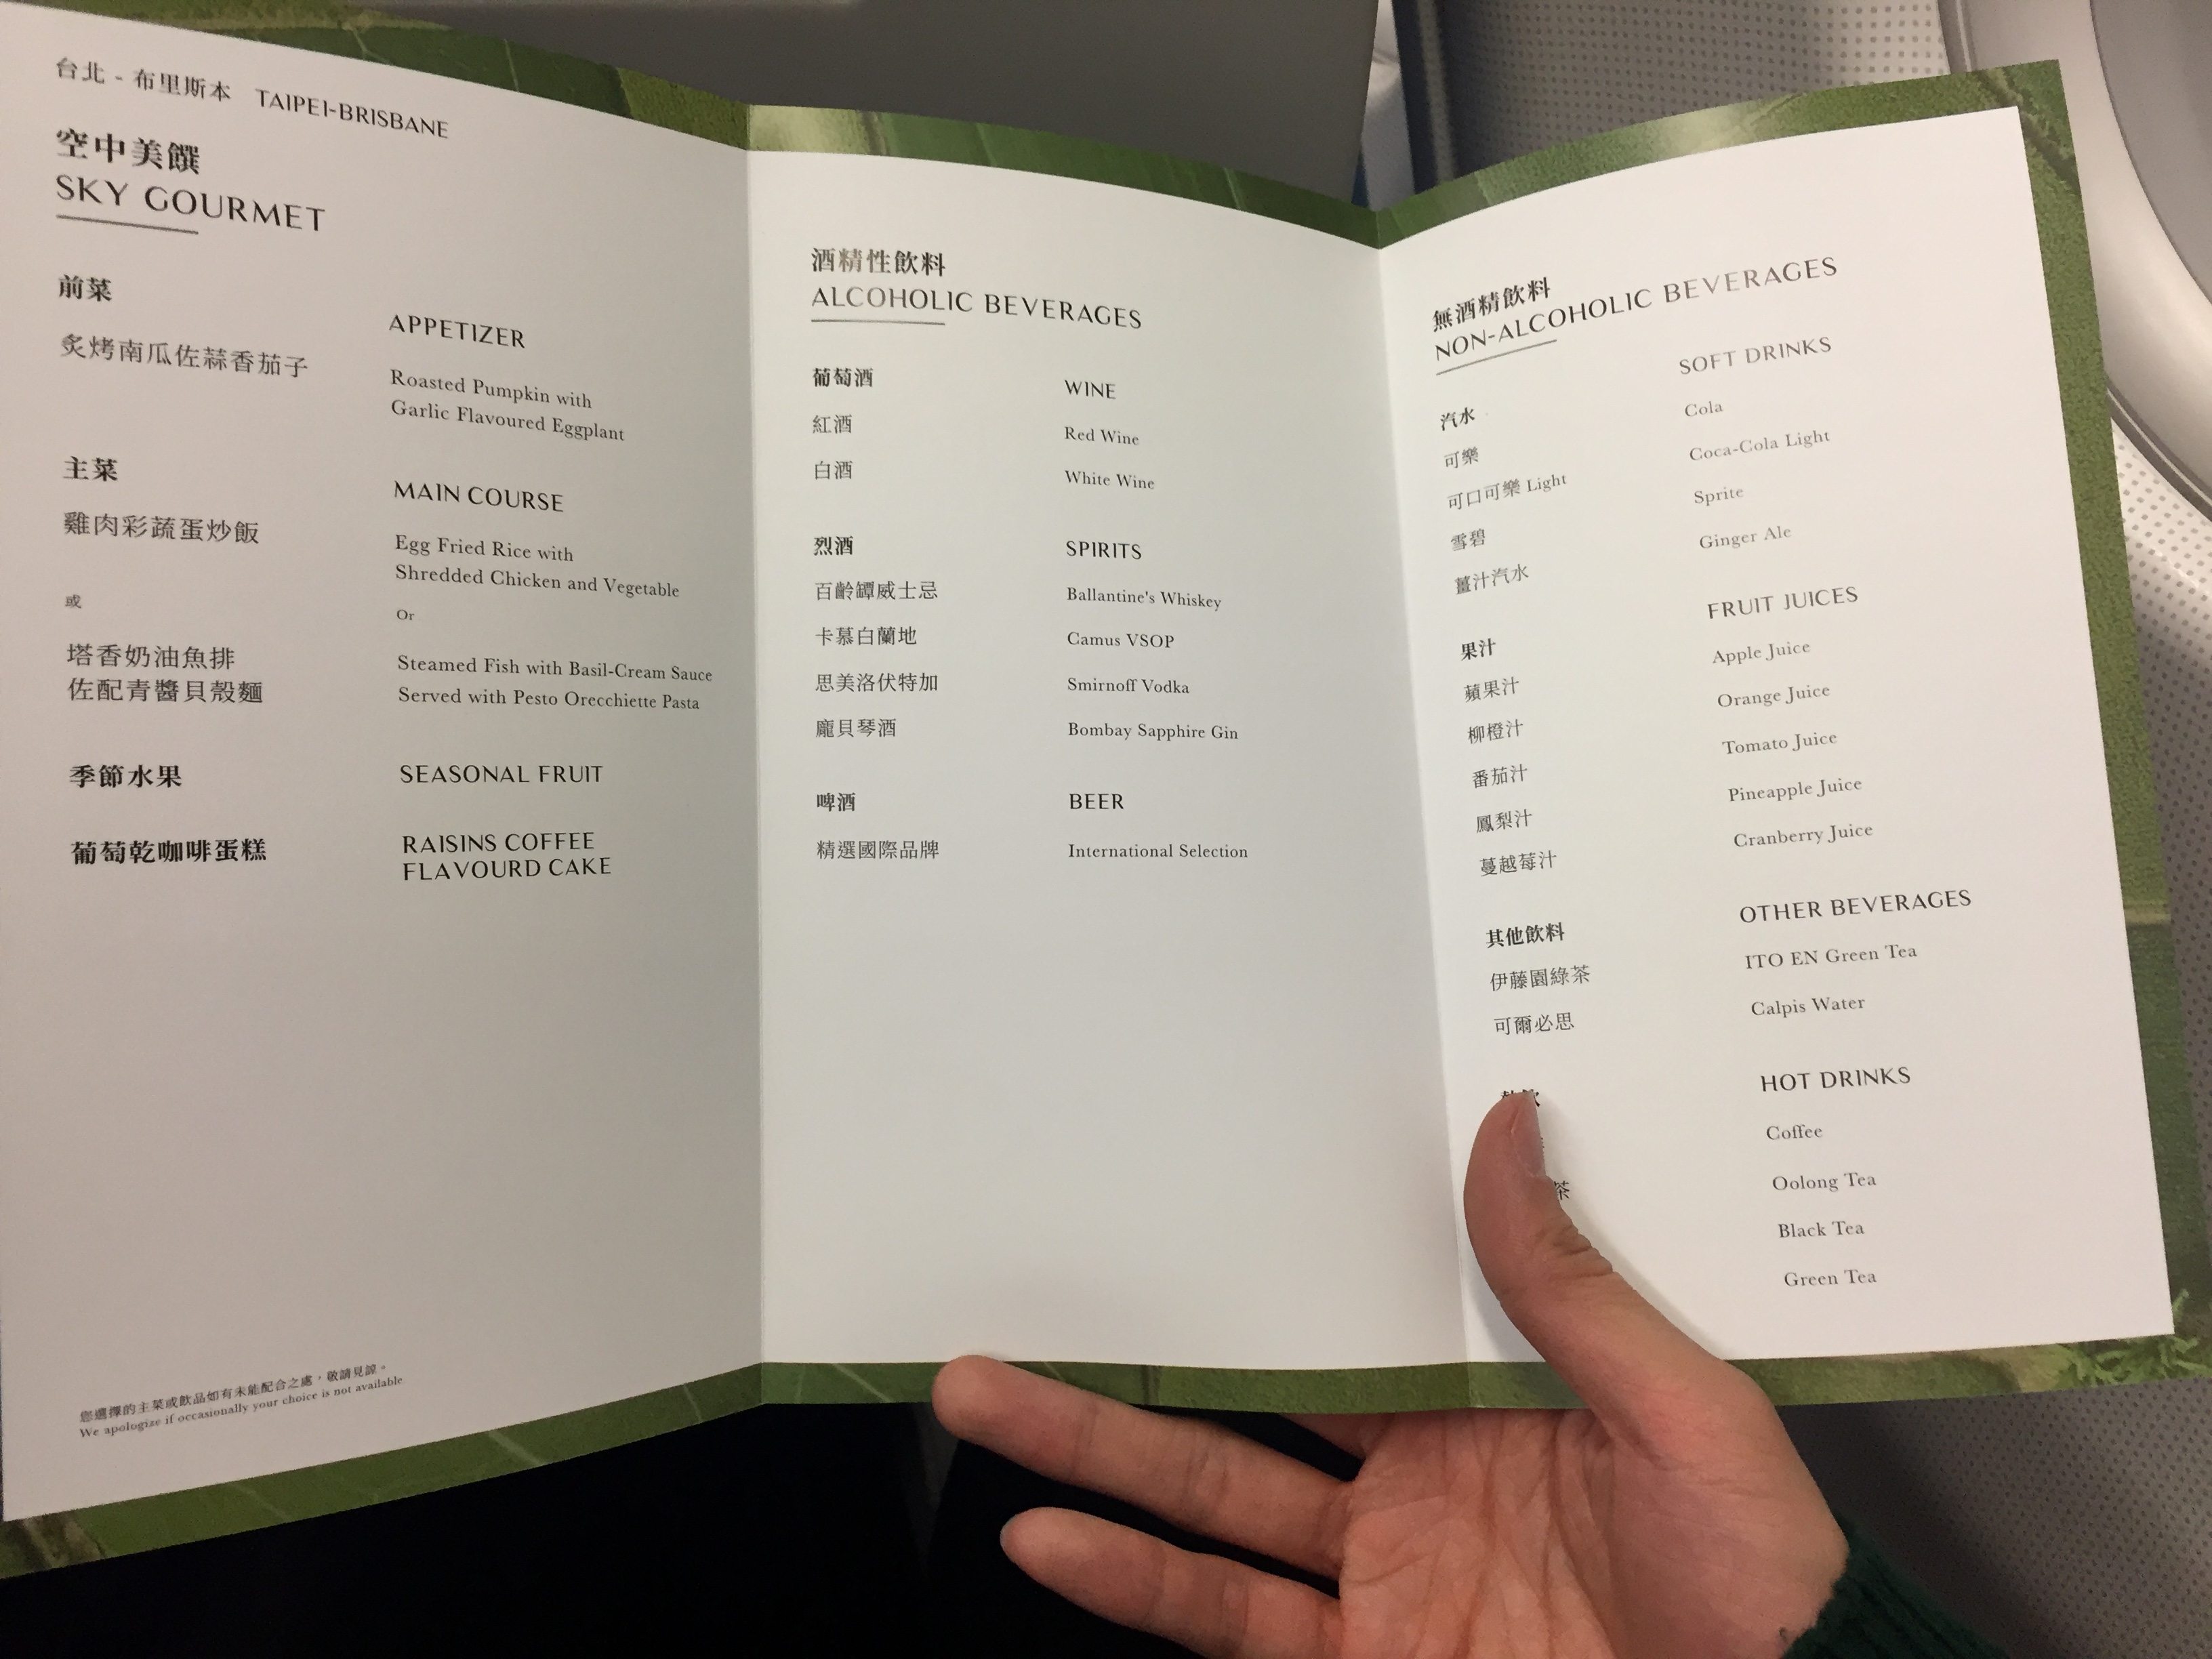 台北 - 布里斯本 TAIPEI-BRISBANE
空中美饌
SKY GOURMET
前菜
APPETIZER
炙烤南瓜佐蒜香茄子
Roasted Pumpkin with
Garlic Flavoured Eggplant
主菜
MAIN COURSE
雞肉彩蔬蛋炒飯
Egg Fried Rice with
Shredded Chicken and Vegetable
或
Or
塔香奶油魚排
佐配青醬貝殼麵
Steamed Fish with Basil-Cream Sauce
Served with Pesto Orecchiette Pasta
季節水果
SEASONAL FRUIT
葡萄乾咖啡蛋糕
RAISINS COFFEE
FLAVOURD CAKE
您選擇的主菜或飲品如有未能配合之處，敬請見諒。
We apologize if occasionally your choice is not available
酒精性飲料
ALCOHOLIC BEVERAGES
葡萄酒 WINE
紅酒 Red Wine
白酒 White Wine
烈酒 SPIRITS
百齡罈威士忌 Ballantine's Whiskey
卡慕白蘭地 Camus VSOP
思美洛伏特加 Smirnoff Vodka
龐貝琴酒 Bombay Sapphire Gin
啤酒 BEER
精選國際品牌 International Selection
無酒精飲料
NON-ALCOHOLIC BEVERAGES
汽水 SOFT DRINKS
可樂 Cola
可口可樂 Light Coca-Cola Light
雪碧 Sprite
薑汁汽水 Ginger Ale
果汁 FRUIT JUICES
蘋果汁 Apple Juice
柳橙汁 Orange Juice
番茄汁 Tomato Juice
鳳梨汁 Pineapple Juice
蔓越莓汁 Cranberry Juice
其他飲料 OTHER BEVERAGES
伊藤園綠茶 ITO EN Green Tea
可爾必思 Calpis Water
HOT DRINKS
Coffee
茶 Oolong Tea
Black Tea
Green Tea